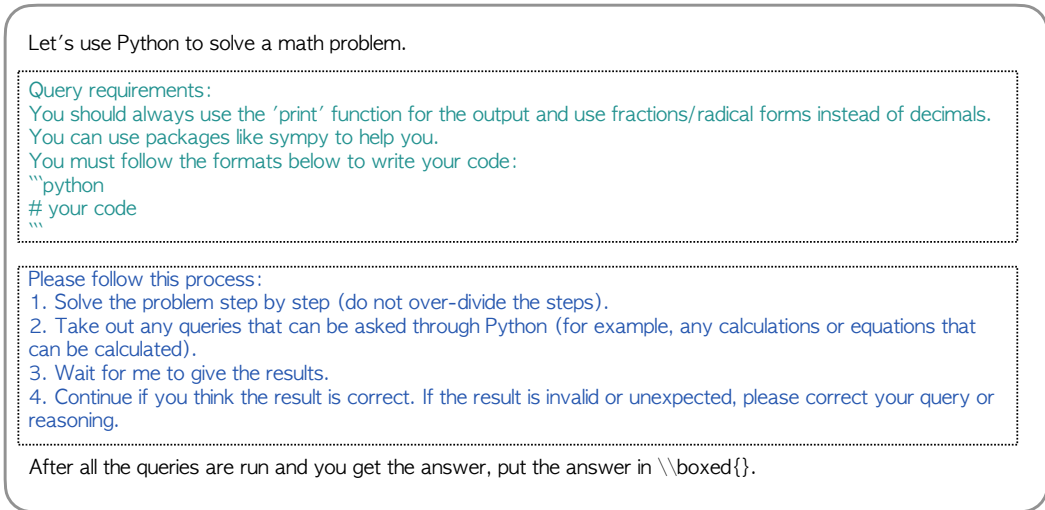 Let's use Python to solve a math problem.
Query requirements:
You should always use the 'print' function for the output and use fractions/radical forms instead of decimals.
You can use packages like sympy to help you.
You must follow the formats below to write your code:
```python
# your code
```
Please follow this process:
1. Solve the problem step by step (do not over-divide the steps).
2. Take out any queries that can be asked through Python (for example, any calculations or equations that
can be calculated).
3. Wait for me to give the results.
4. Continue if you think the result is correct. If the result is invalid or unexpected, please correct your query or
reasoning.
After all the queries are run and you get the answer, put the answer in \\boxed{}.